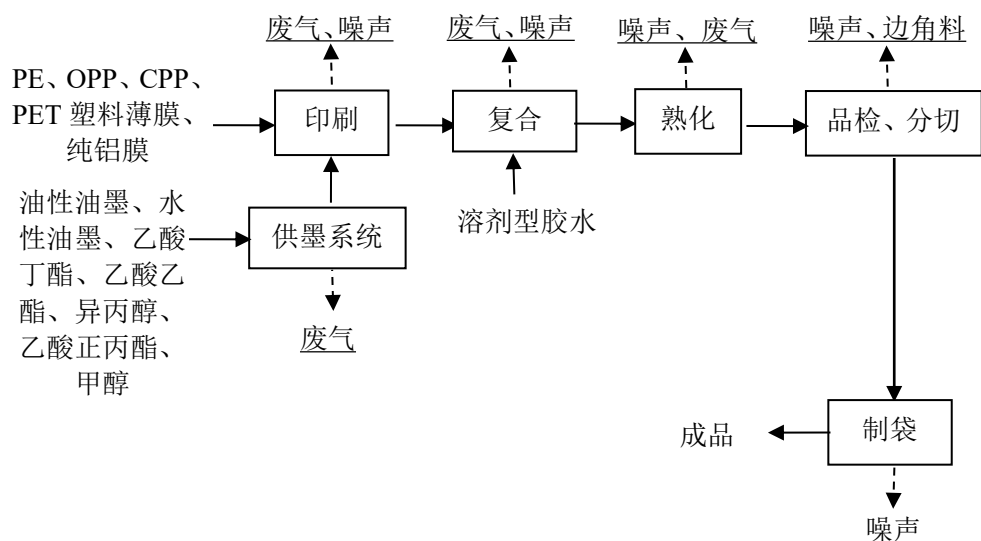 废气、噪声
废气、噪声
噪声、废气
噪声、边角料
PE、OPP、CPP、
PET 塑料薄膜、
纯铝膜
印刷
复合
熟化
品检、分切
油性油墨、水
性油墨、乙酸
丁酯、乙酸乙
酯、异丙醇、
乙酸正丙酯、
甲醇
供墨系统
溶剂型胶水
废气
成品
制袋
噪声